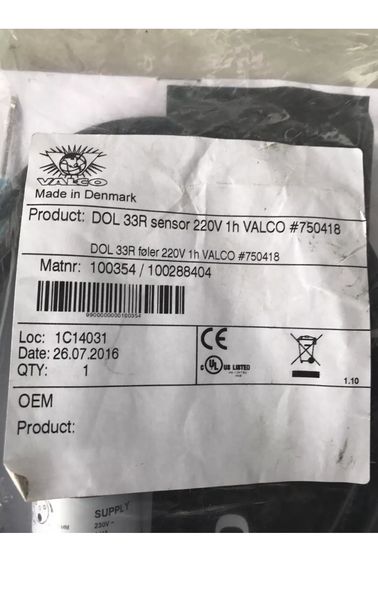 VALCO
Made in Denmark
Product: DOL 33R sensor 220V 1h VALCO #750418
DOL 33R føler 220V 1h VALCO #750418
Matnr: 100354 / 100288404
Loc: 1C14031
Date: 26.07.2016
QTY: 1
CE
c UL US LISTED
1.10
OEM
Product:
SUPPLY
230V ~